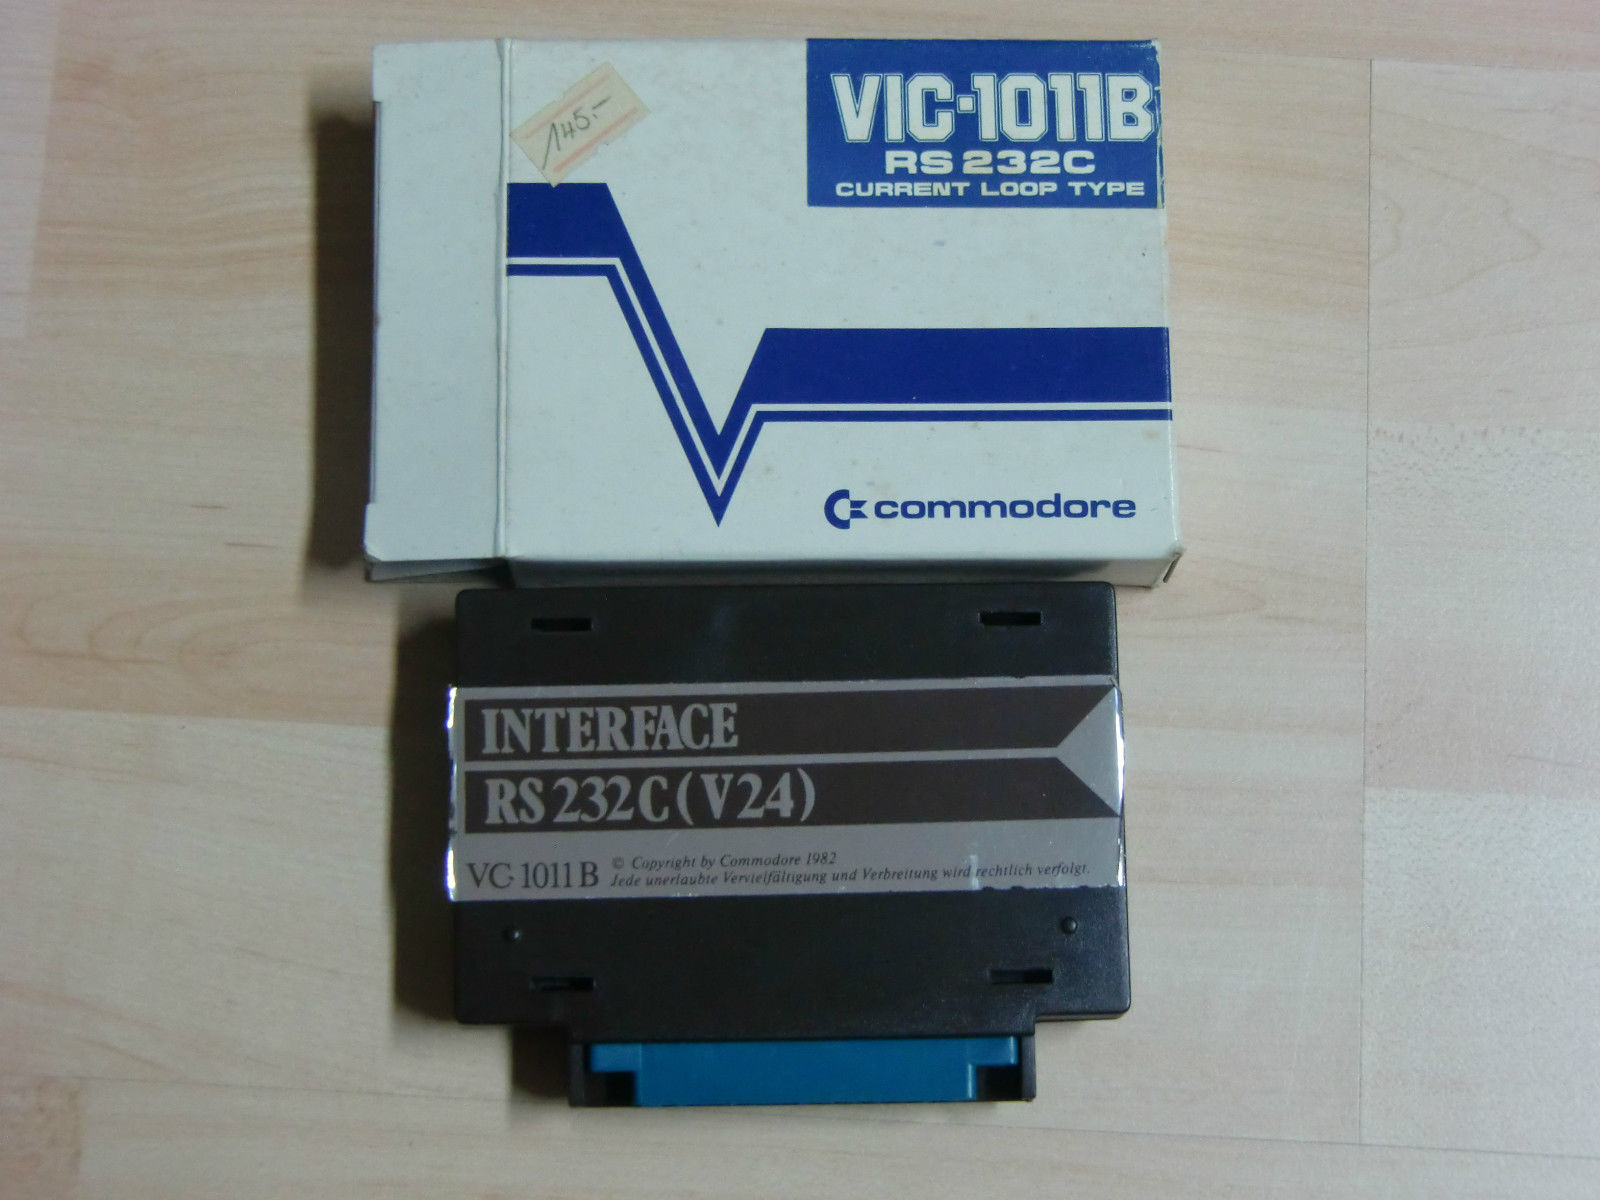 145.-
VIC-1011B
RS 232C
CURRENT LOOP TYPE
commodore
INTERFACE
RS 232C (V24)
VC-1011 B © Copyright by Commodore 1982
Jede unerlaubte Vervielfältigung und Verbreitung wird rechtlich verfolgt.